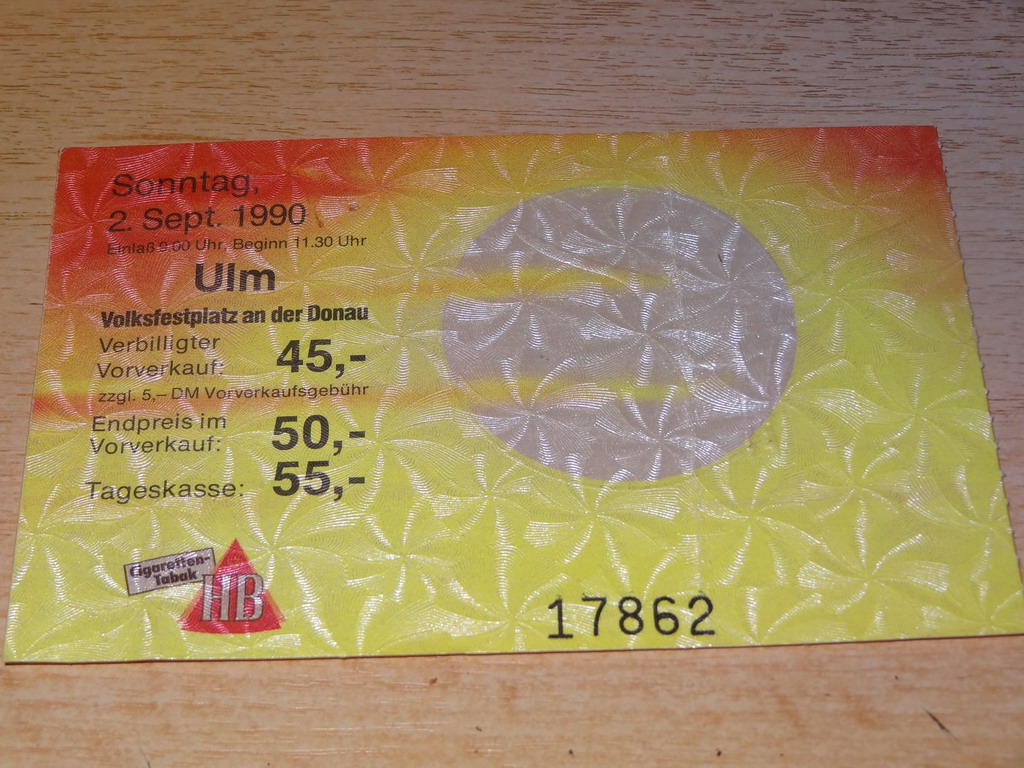 Sonntag,
2. Sept. 1990
Einlaß 9.00 Uhr, Beginn 11.30 Uhr
Ulm
Volksfestplatz an der Donau
Verbilligter
Vorverkauf: 45,-
zzgl. 5,– DM Vorverkaufsgebühr
Endpreis im
Vorverkauf: 50,-
Tageskasse: 55,-
Cigaretten-
Tabak
HB
17862